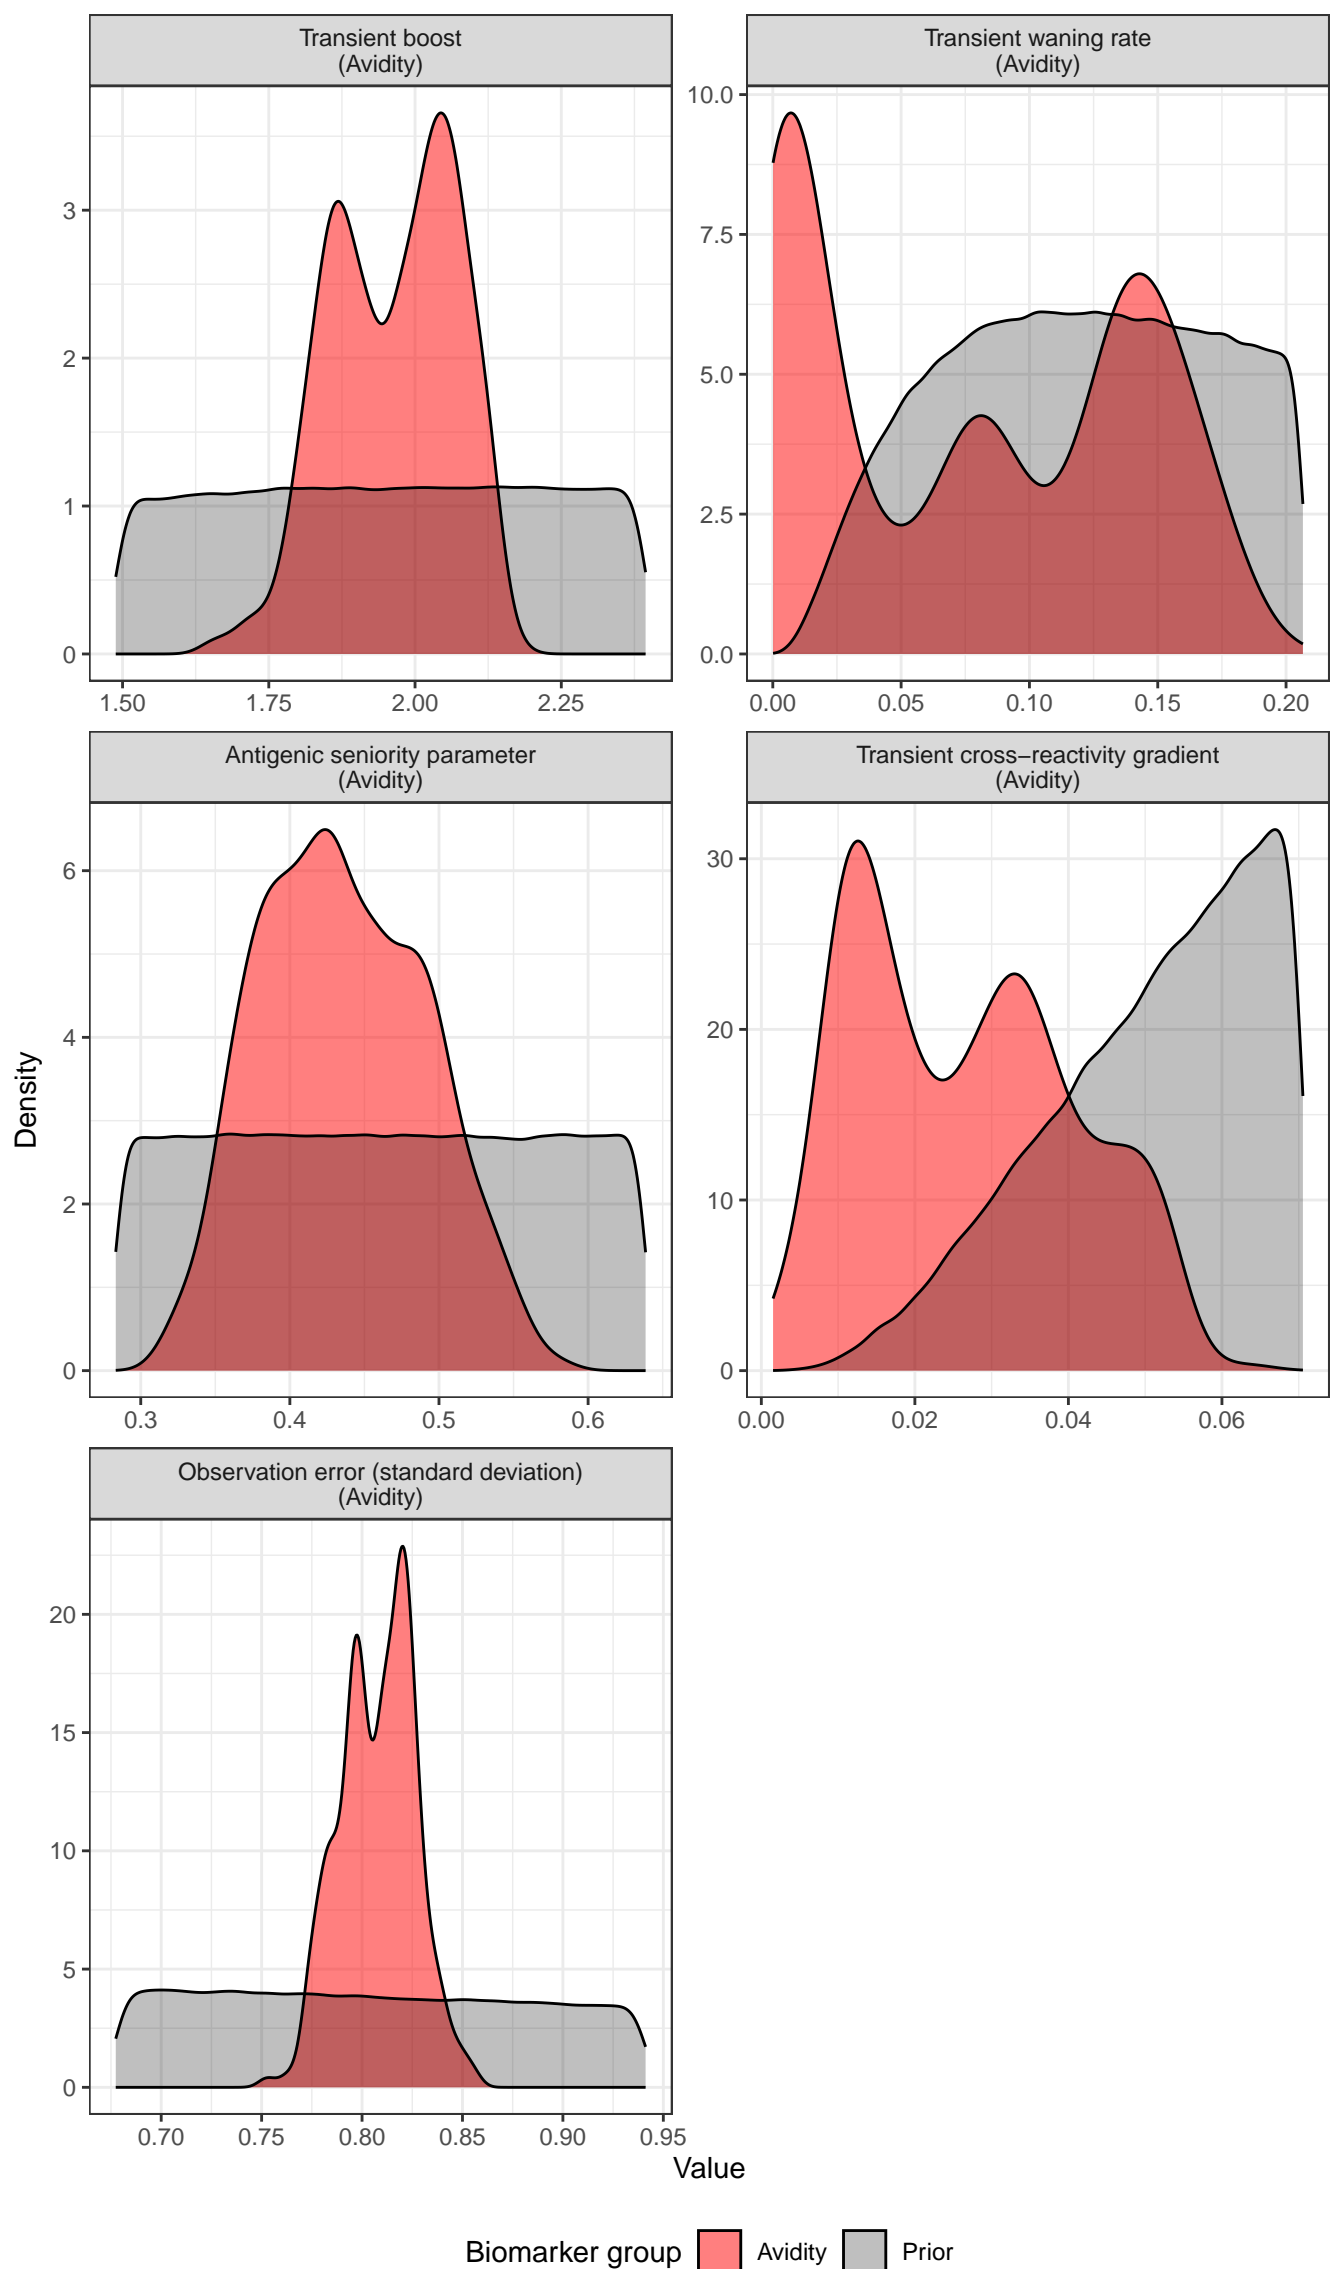 Transient boost
(Avidity)
Transient waning rate
(Avidity)
0
1
2
3
1.50 1.75 2.00 2.25
0.0
2.5
5.0
7.5
10.0
0.00 0.05 0.10 0.15 0.20
Antigenic seniority parameter
(Avidity)
Transient cross−reactivity gradient
(Avidity)
0
2
4
6
0.3 0.4 0.5 0.6
0
10
20
30
0.00 0.02 0.04 0.06
Observation error (standard deviation)
(Avidity)
0
5
10
15
20
0.70 0.75 0.80 0.85 0.90 0.95
Density
Value
Biomarker group Avidity Prior